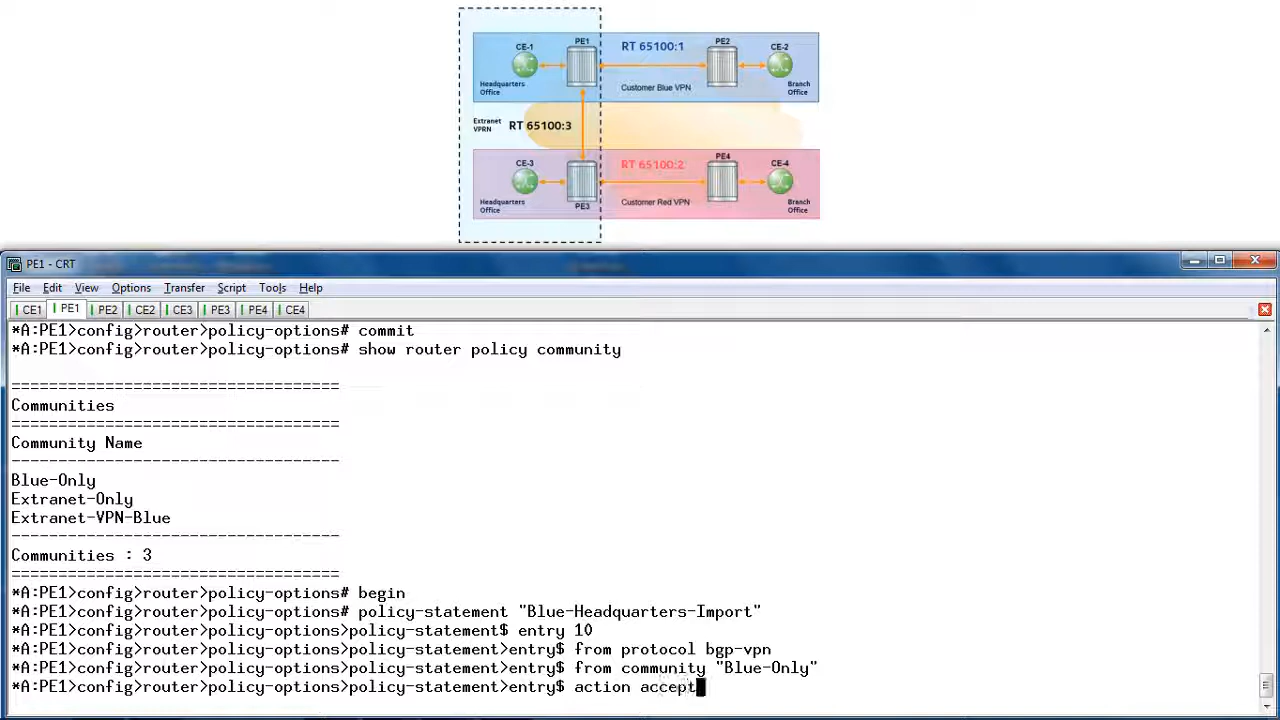 CE-1
PE1
RT 65100:1
PE2
CE-2
Headquarters
Office
Customer Blue VPN
Branch
Office
Extranet
VPRN
RT 65100:3
CE-3
RT 65100:2
PE4
CE-4
Headquarters
Office
PE3
Customer Red VPN
Branch
Office
PE1 - CRT
File Edit View Options Transfer Script Tools Help
CE1 PE1 PE2 CE2 CE3 PE3 PE4 CE4
*A:PE1>config>router>policy-options# commit
*A:PE1>config>router>policy-options# show router policy community
===================================
Communities
===================================
Community Name
-----------------------------------
Blue-Only
Extranet-Only
Extranet-VPN-Blue
-----------------------------------
Communities : 3
===================================
*A:PE1>config>router>policy-options# begin
*A:PE1>config>router>policy-options# policy-statement "Blue-Headquarters-Import"
*A:PE1>config>router>policy-options>policy-statement$ entry 10
*A:PE1>config>router>policy-options>policy-statement>entry$ from protocol bgp-vpn
*A:PE1>config>router>policy-options>policy-statement>entry$ from community "Blue-Only"
*A:PE1>config>router>policy-options>policy-statement>entry$ action accept